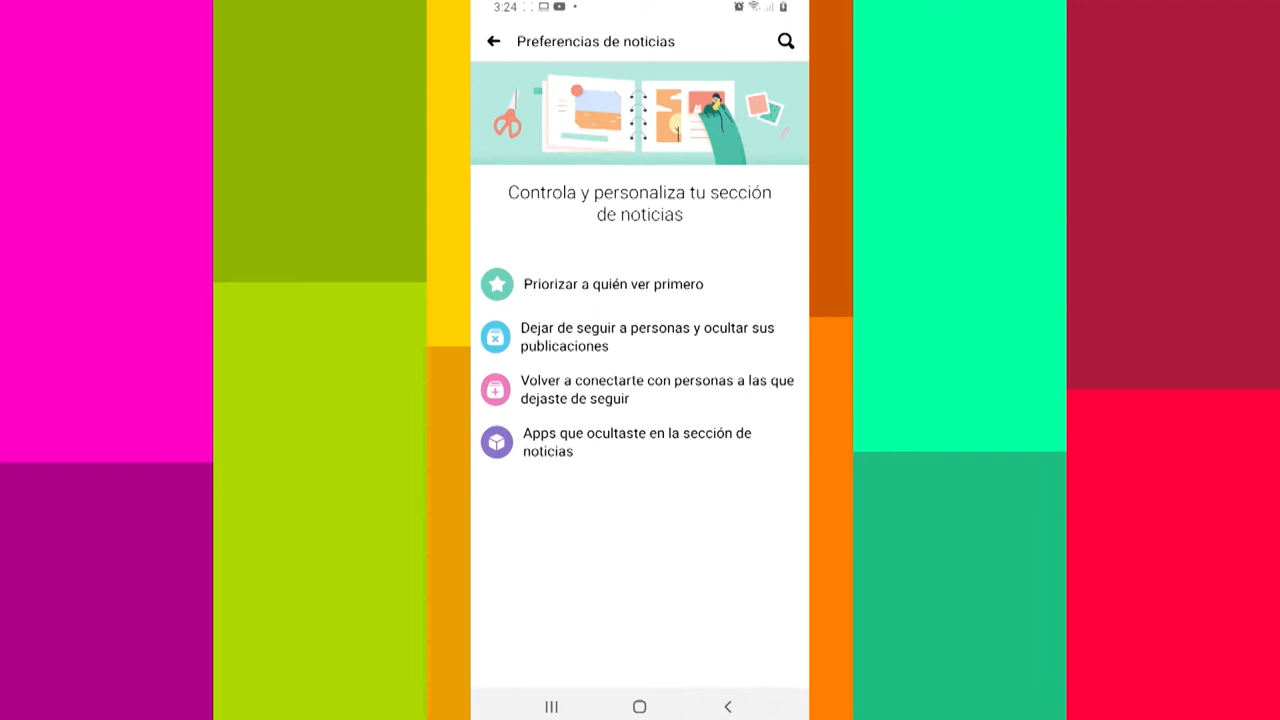 3:24
Preferencias de noticias
Controla y personaliza tu sección
de noticias
Priorizar a quién ver primero
Dejar de seguir a personas y ocultar sus
publicaciones
Volver a conectarte con personas a las que
dejaste de seguir
Apps que ocultaste en la sección de
noticias